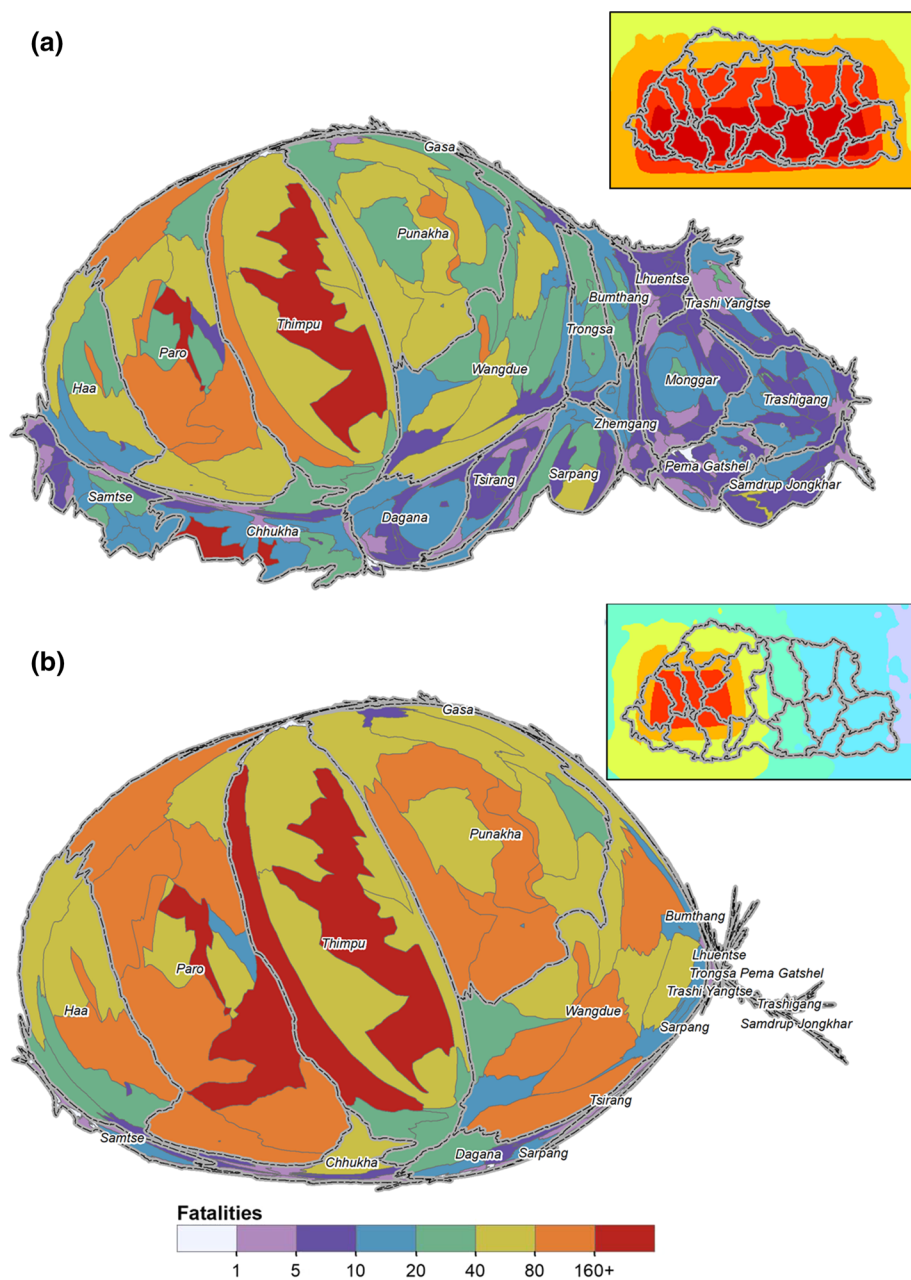 (a)
Gasa
Punakha
Lhuentse
Trashi Yangtse
Bumthang
Thimpu
Trongsa
Paro
Wangdue
Monggar
Haa
Trashigang
Zhemgang
Pema Gatshel
Sarpang
Tsirang
Samdrup Jongkhar
Samtse
Dagana
Chhukha
(b)
Gasa
Punakha
Bumthang
Thimpu
Lhuentse
Paro
Trongsa Pema Gatshel
Trashi Yangtse
Trashigang
Haa
Wangdue
Sarpang
Samdrup Jongkhar
Tsirang
Samtse
Dagana
Sarpang
Chhukha
Fatalities
1 5 10 20 40 80 160+